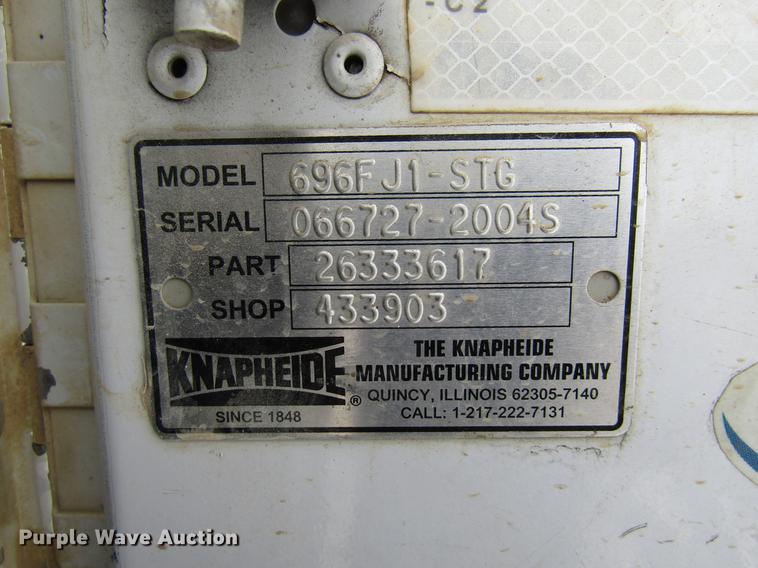 -C2
MODEL 696FJ1-STG
SERIAL 066727-2004S
PART 26333617
SHOP 433903
KNAPHEIDE ®
SINCE 1848
THE KNAPHEIDE
MANUFACTURING COMPANY
QUINCY, ILLINOIS 62305-7140
CALL: 1-217-222-7131
Purple Wave Auction